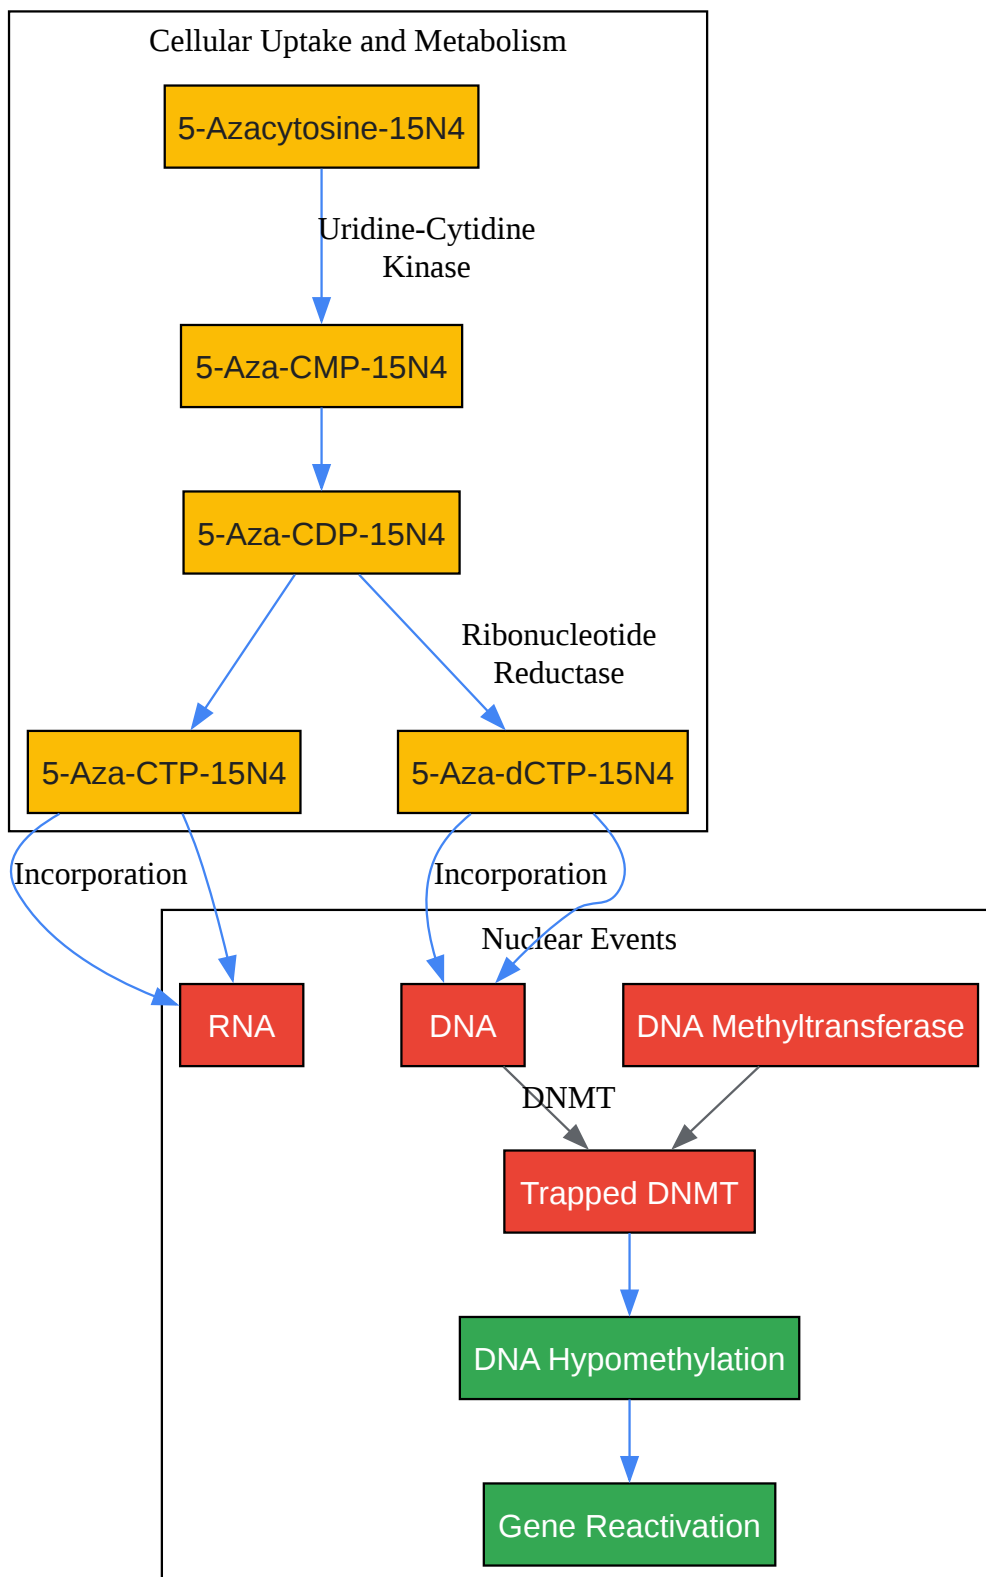 Cellular Uptake and Metabolism
5-Azacytosine-15N4
Uridine-Cytidine
Kinase
5-Aza-CMP-15N4
5-Aza-CDP-15N4
Ribonucleotide
Reductase
5-Aza-CTP-15N4
5-Aza-dCTP-15N4
Incorporation
Incorporation
Nuclear Events
RNA
DNA
DNA Methyltransferase
DNMT
Trapped DNMT
DNA Hypomethylation
Gene Reactivation